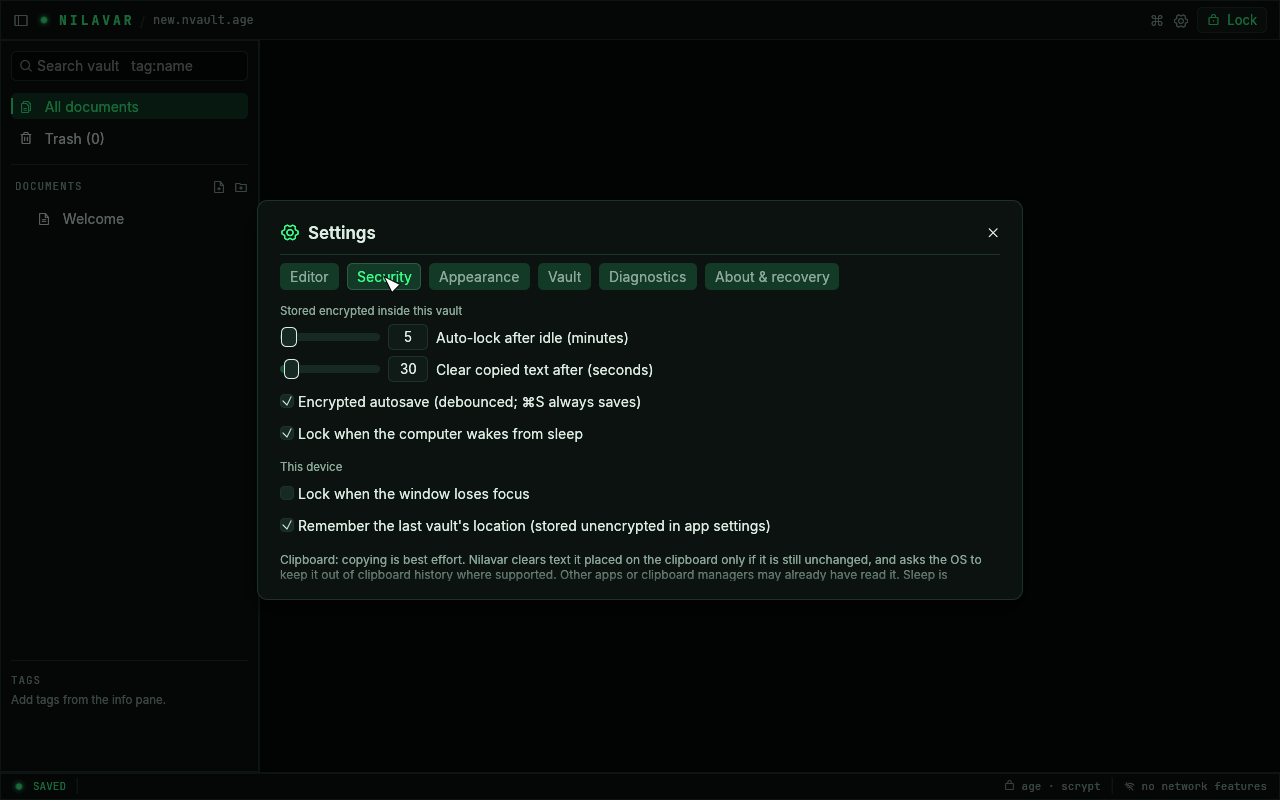 NILAVAR / new.nvault.age
⌘
Lock
Search vault tag:name
All documents
Trash (0)
DOCUMENTS
Welcome
Settings
Editor
Security
Appearance
Vault
Diagnostics
About & recovery
Stored encrypted inside this vault
5 Auto-lock after idle (minutes)
30 Clear copied text after (seconds)
Encrypted autosave (debounced; ⌘S always saves)
Lock when the computer wakes from sleep
This device
Lock when the window loses focus
Remember the last vault's location (stored unencrypted in app settings)
Clipboard: copying is best effort. Nilavar clears text it placed on the clipboard only if it is still unchanged, and asks the OS to
keep it out of clipboard history where supported. Other apps or clipboard managers may already have read it. Sleep is
TAGS
Add tags from the info pane.
SAVED
age · scrypt
no network features